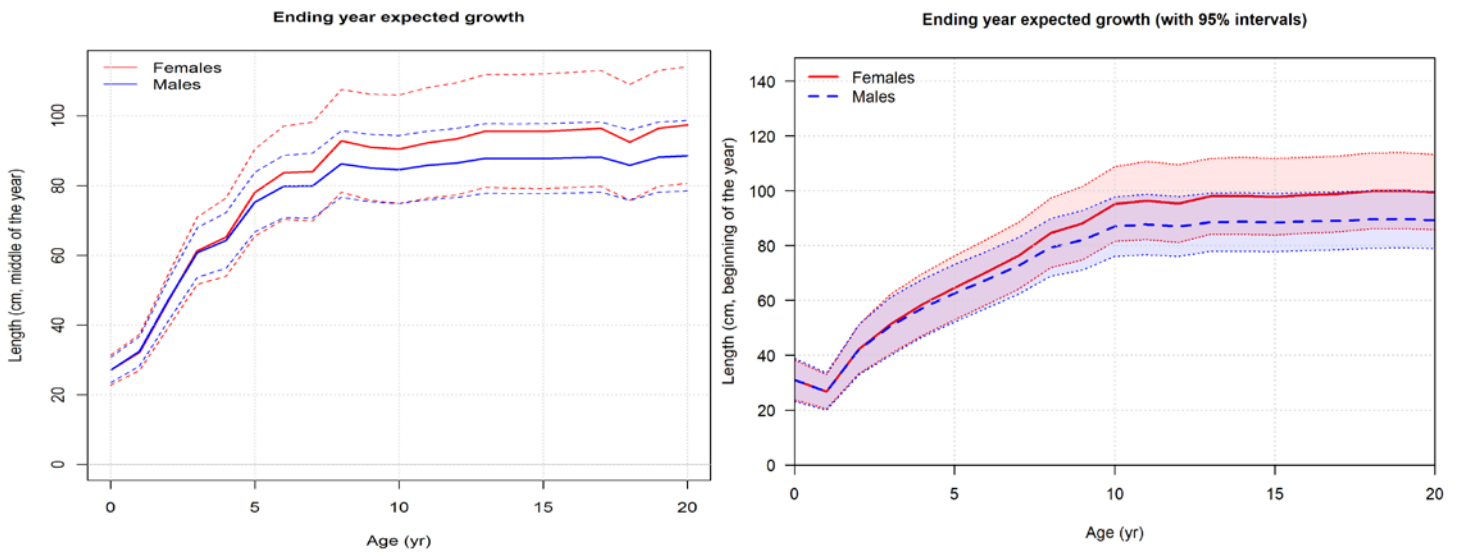 Ending year expected growth
Females
Males
Length (cm, middle of the year)
100
80
60
40
20
0
0 5 10 15 20
Age (yr)
Ending year expected growth (with 95% intervals)
Females
Males
Length (cm, beginning of the year)
140
120
100
80
60
40
20
0
0 5 10 15 20
Age (yr)